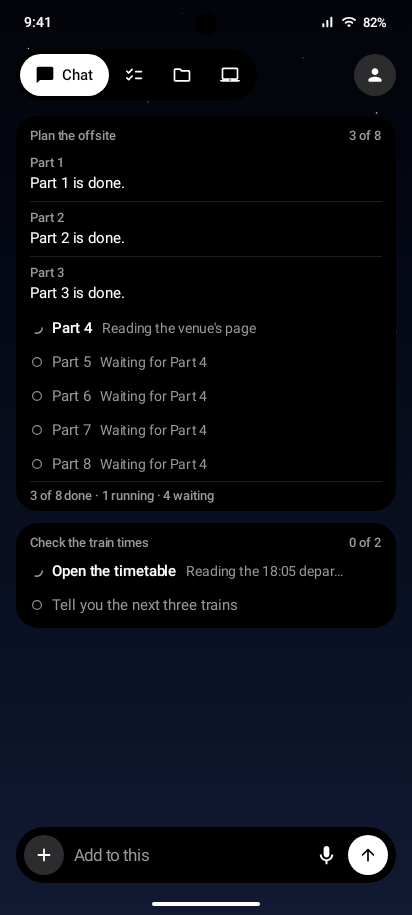 9:41 82%
Chat
Plan the offsite 3 of 8
Part 1
Part 1 is done.
Part 2
Part 2 is done.
Part 3
Part 3 is done.
Part 4 Reading the venue's page
Part 5 Waiting for Part 4
Part 6 Waiting for Part 4
Part 7 Waiting for Part 4
Part 8 Waiting for Part 4
3 of 8 done · 1 running · 4 waiting
Check the train times 0 of 2
Open the timetable Reading the 18:05 depar...
Tell you the next three trains
Add to this